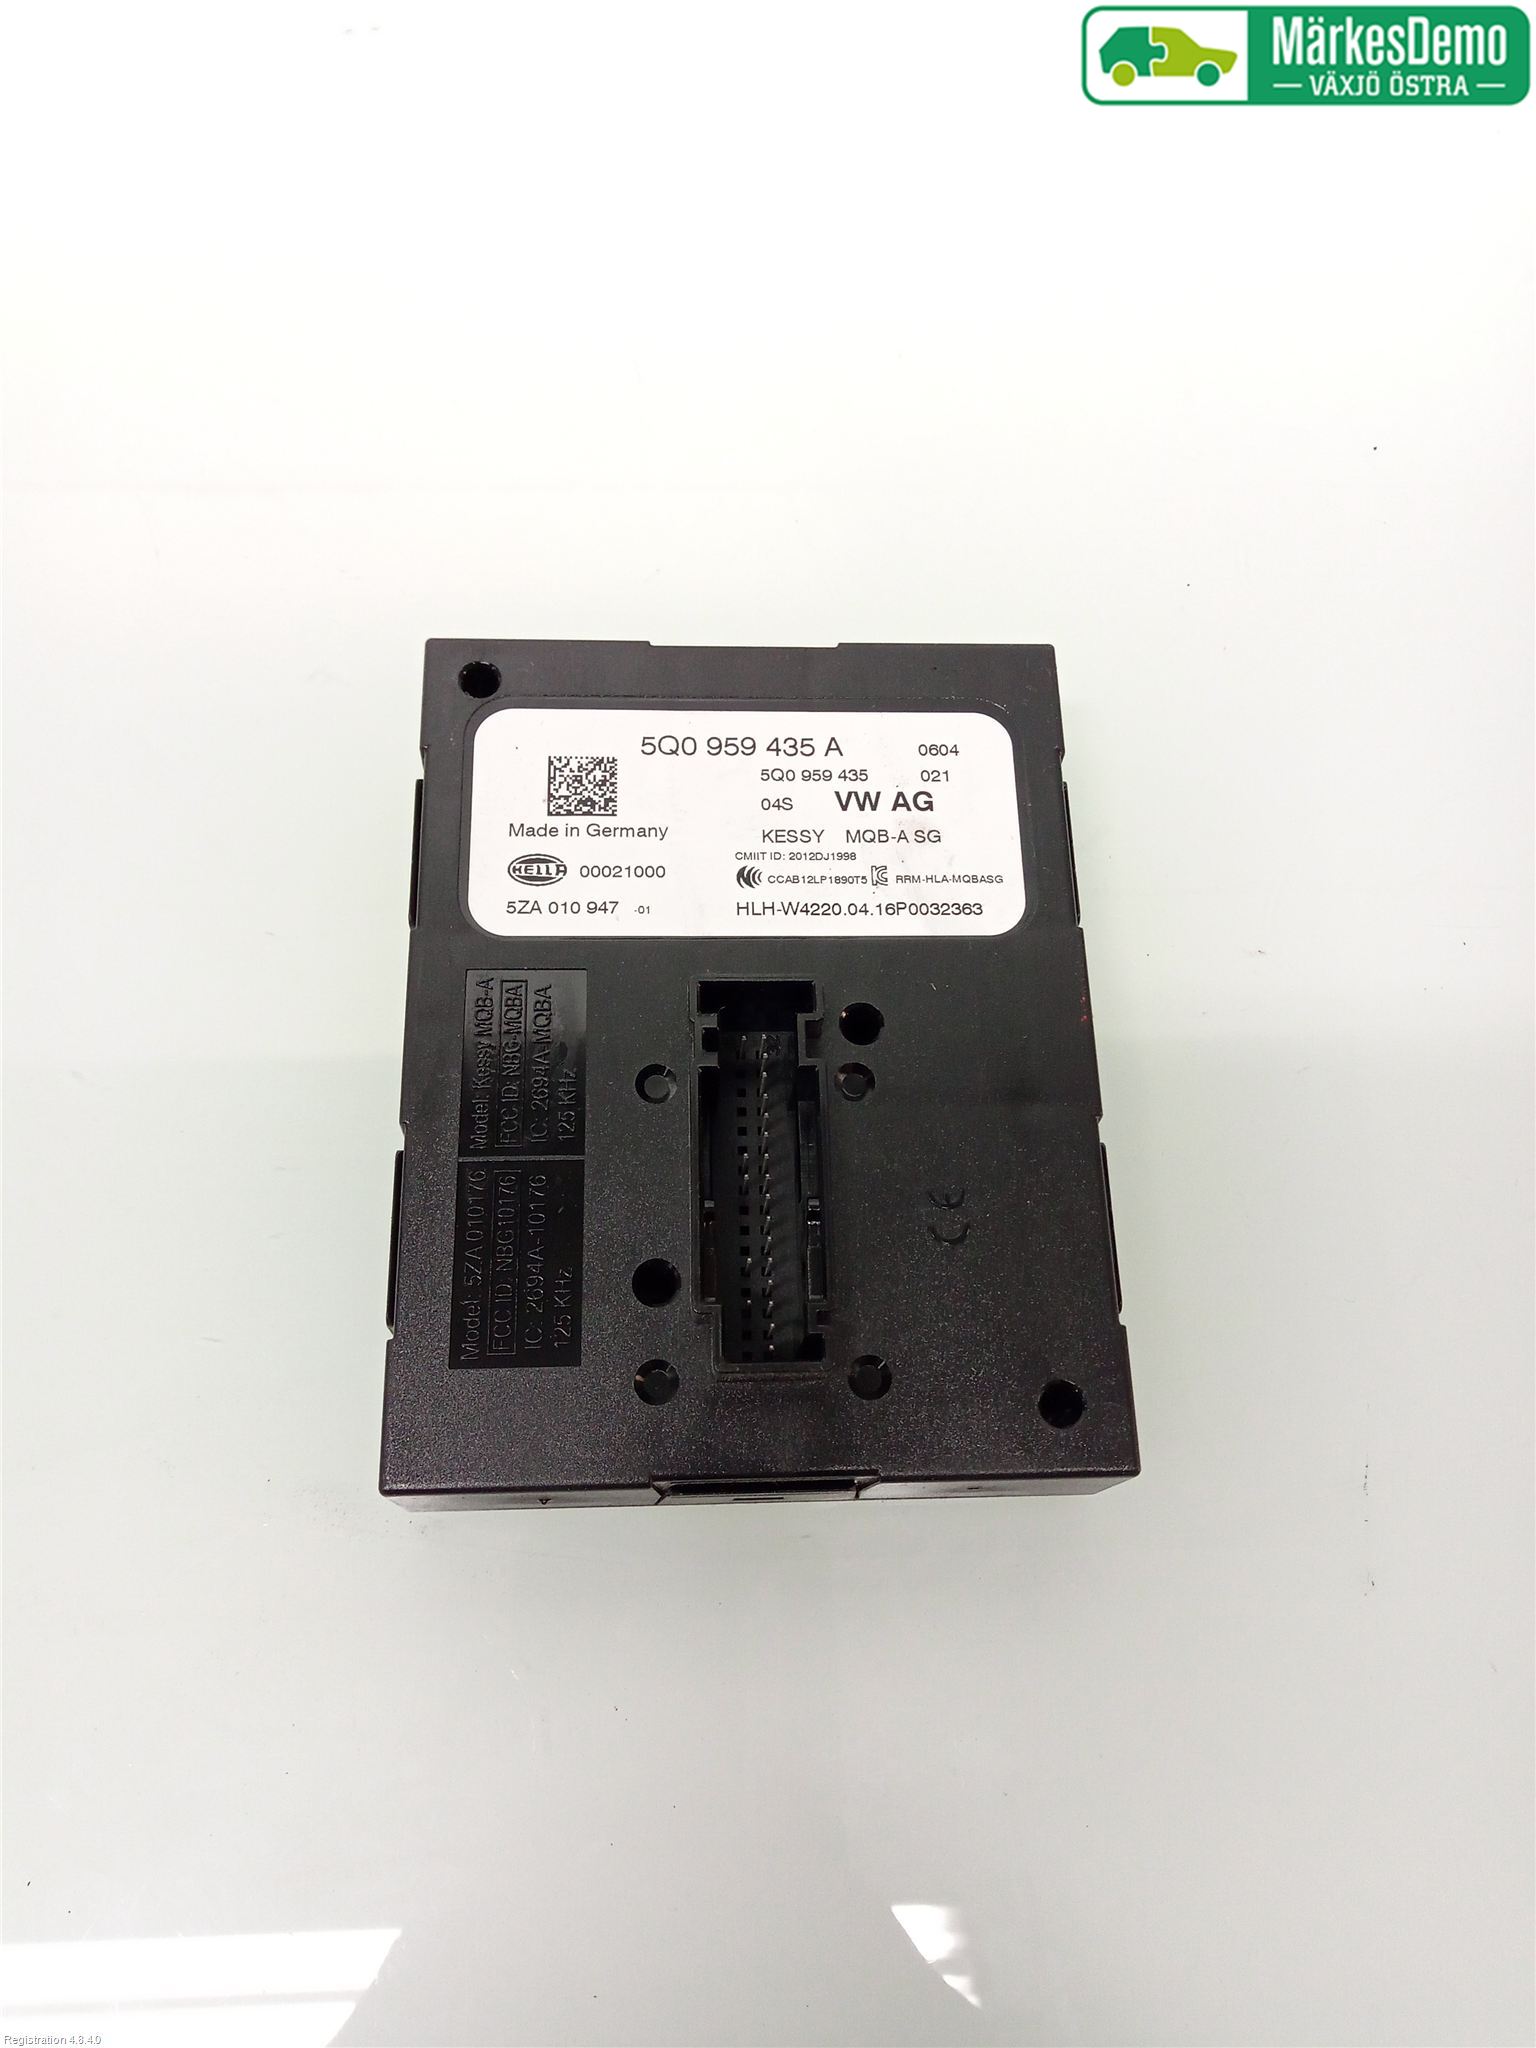 MärkesDemo
VÄXJÖ ÖSTRA
5Q0 959 435 A 0604
5Q0 959 435 021
04S VW AG
Made in Germany
KESSY MQB-A SG
CMIIT ID: 2012DJ1998
HELLA 00021000
CCAB12LP1890T5 RRM-HLA-MQBASG
5ZA 010 947 -01
HLH-W4220.04.16P0032363
Model: Kessy MQB-A
FCC ID: NBG-MQBA
IC: 2694A-MQBA
125 KHz
Model: 5ZA 010176
FCC ID: NBG10176
IC: 2694A-10176
125 KHz
CE
Registration 4.8.4.0